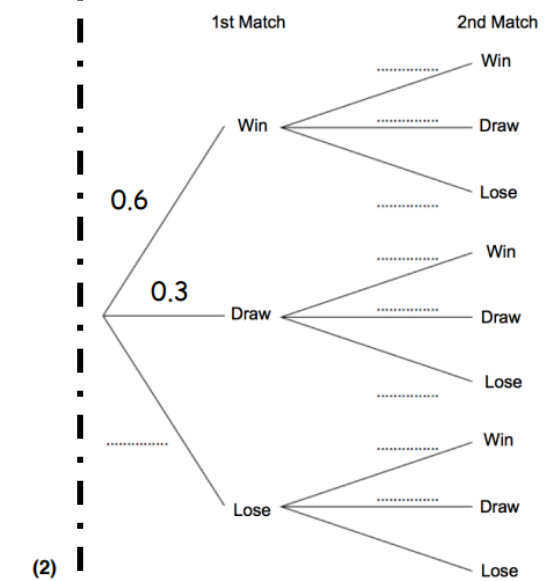 1st Match 2nd Match
Win
Win
Draw
Lose
0.6
Win
0.3
Draw
Draw
Lose
Win
Lose
Draw
(2)
Lose